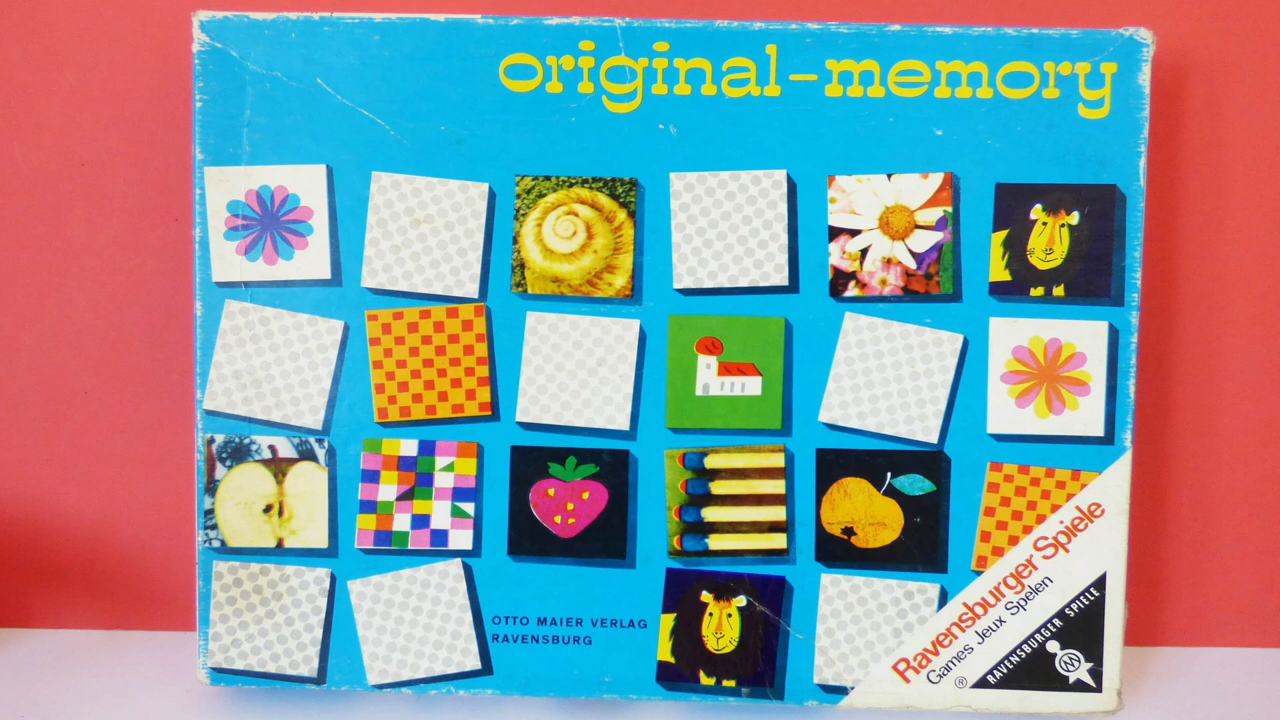 original-memory
OTTO MAIER VERLAG
RAVENSBURG
Ravensburger Spiele
Games Jeux Spelen
®
RAVENSBURGER SPIELE